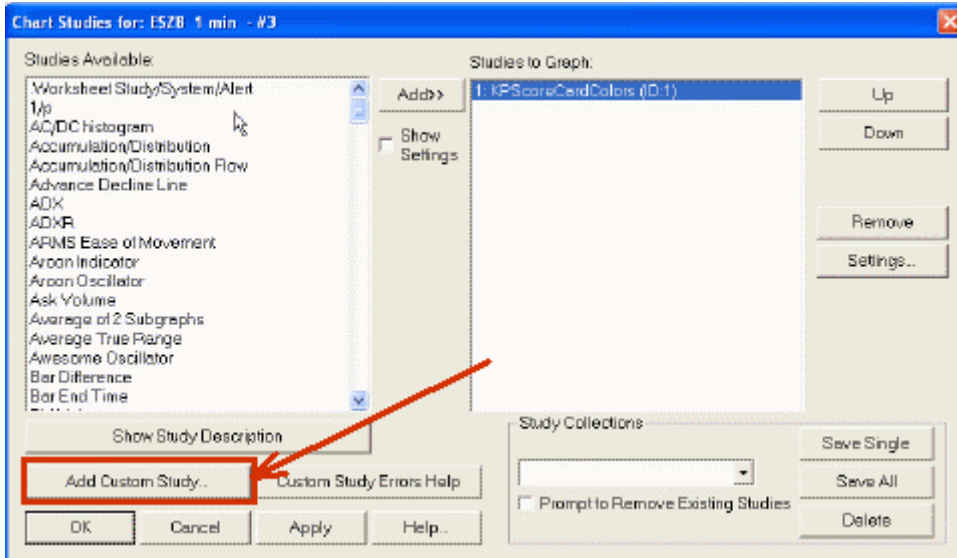 Chart Studies for: ESZ8 1 min - #3
Studies Available:
.Worksheet Study/System/Alert
1/p
AC/DC histogram
Accumulation/Distribution
Accumulation/Distribution Flow
Advance Decline Line
ADX
ADXR
ARMS Ease of Movement
Aroon Indicator
Aroon Oscillator
Ask Volume
Average of 2 Subgraphs
Average True Range
Awesome Oscillator
Bar Difference
Bar End Time
Add>>
Show
Settings
Studies to Graph:
1: KPScoreCardColors (ID:1)
Up
Down
Remove
Settings...
Show Study Description
Add Custom Study..
Custom Study Errors Help
OK
Cancel
Apply
Help..
Study Collections
Prompt to Remove Existing Studies
Save Single
Save All
Delete